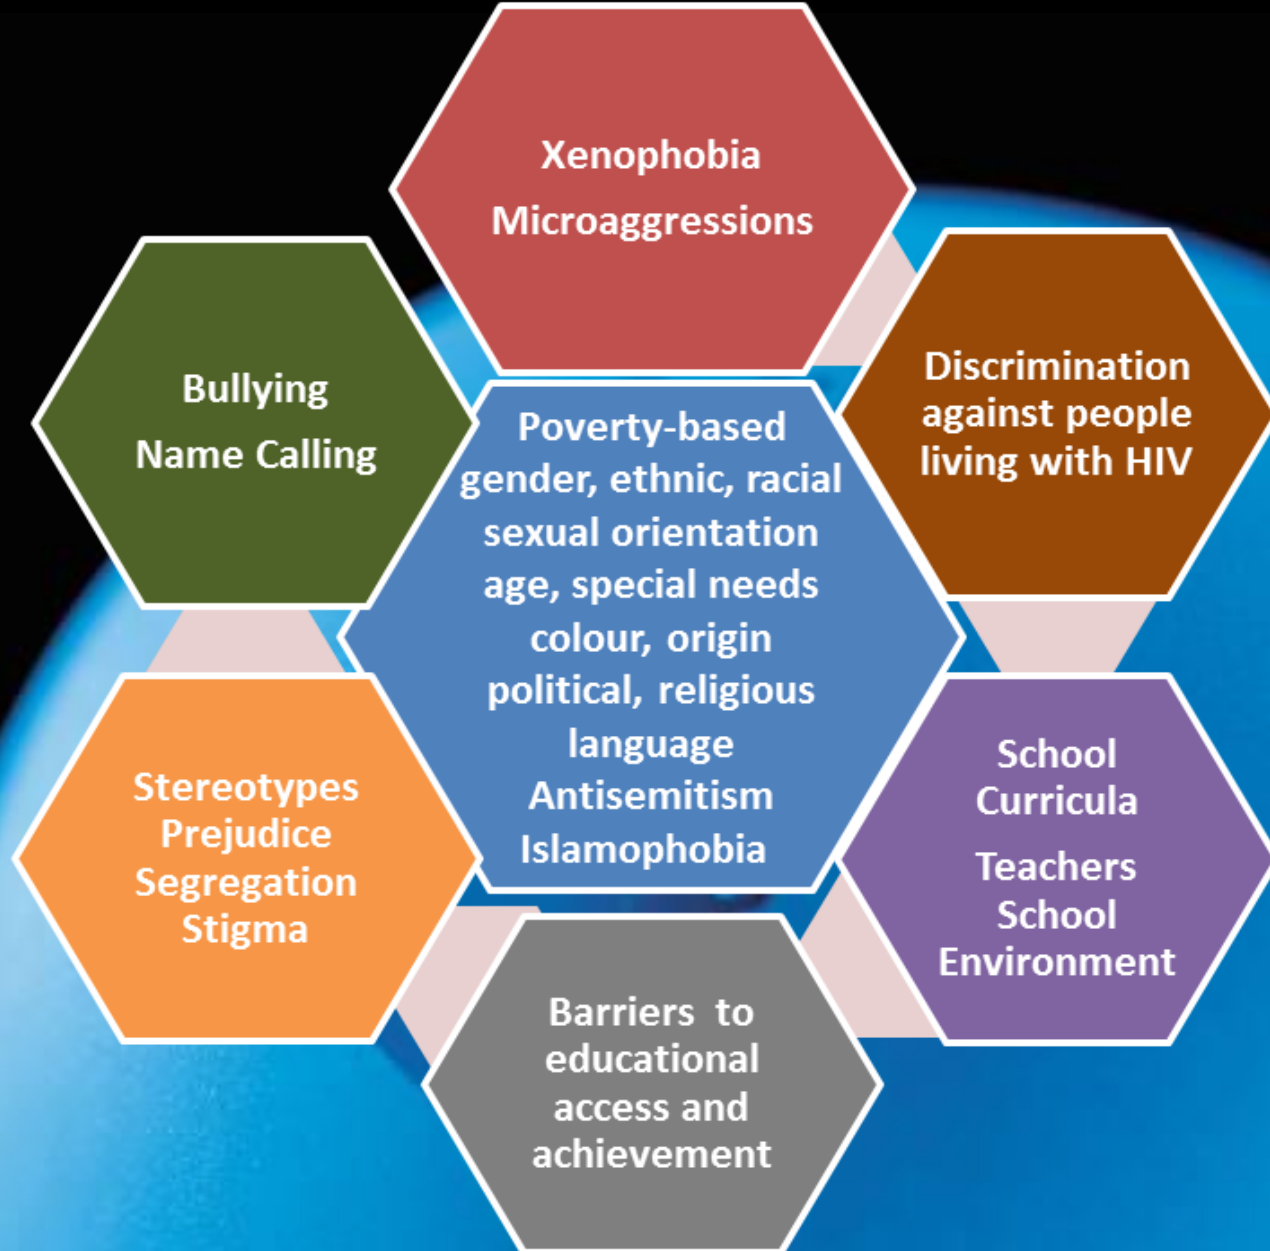 Xenophobia
Microaggressions
Bullying
Name Calling
Discrimination
against people
living with HIV
Poverty-based
gender, ethnic, racial
sexual orientation
age, special needs
colour, origin
political, religious
language
Antisemitism
Islamophobia
Stereotypes
Prejudice
Segregation
Stigma
School
Curricula
Teachers
School
Environment
Barriers to
educational
access and
achievement